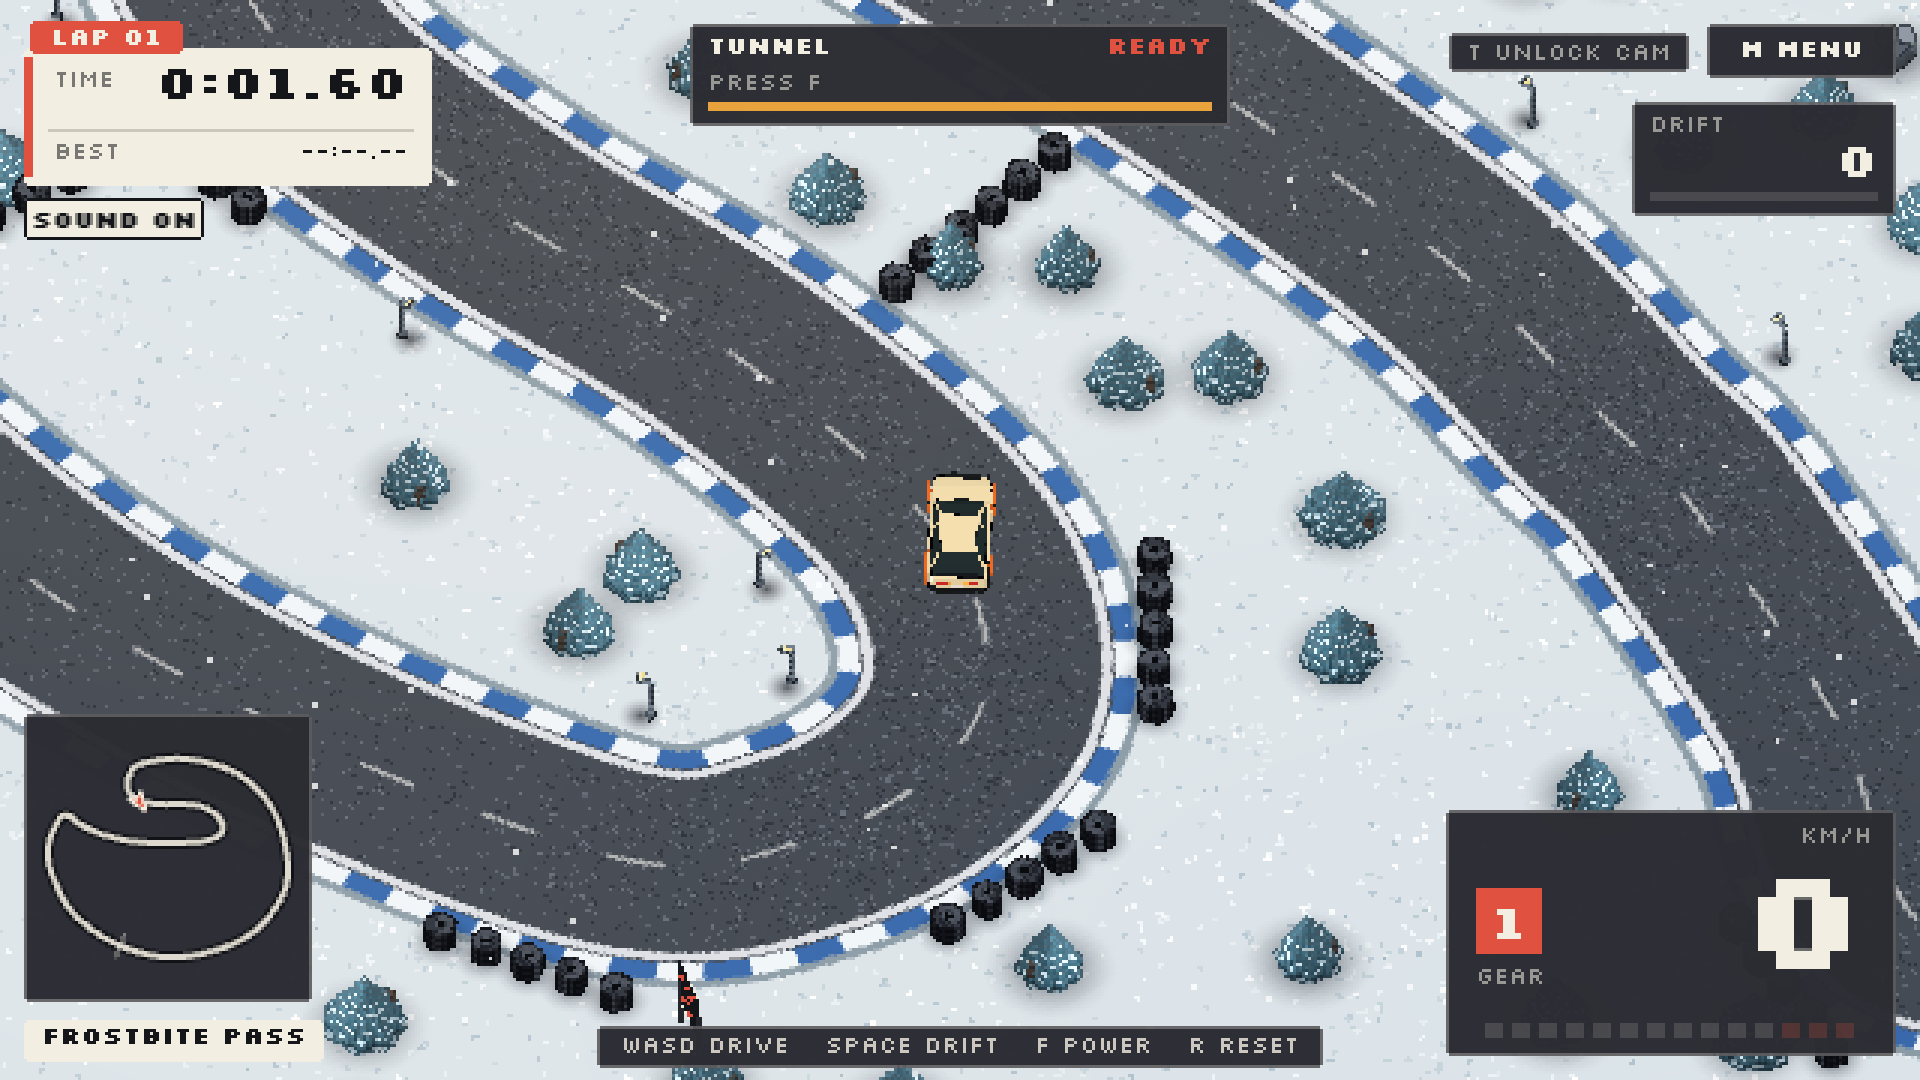 LAP 01
TIME 0:01.60
BEST --:--.--
SOUND ON
TUNNEL READY
PRESS F
T UNLOCK CAM
M MENU
DRIFT
0
KM/H
1 0
GEAR
FROSTBITE PASS
WASD DRIVE SPACE DRIFT F POWER R RESET